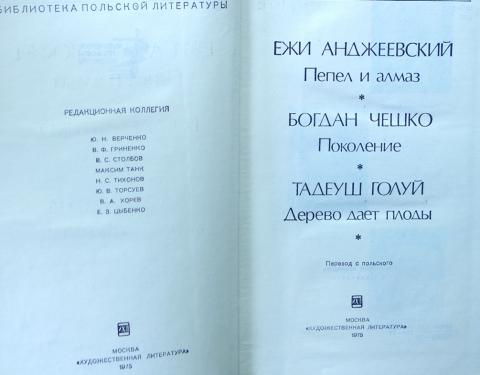 БИБЛИОТЕКА ПОЛЬСКОЙ ЛИТЕРАТУРЫ
РЕДАКЦИОННАЯ КОЛЛЕГИЯ
Ю. Н. ВЕРЧЕНКО
В. Ф. ГРИНЕНКО
В. С. СТОЛБОВ
МАКСИМ ТАНК
Н. С. ТИХОНОВ
Ю. В. ТОРСУЕВ
В. А. ХОРЕВ
Е. З. ЦЫБЕНКО
МОСКВА
«ХУДОЖЕСТВЕННАЯ ЛИТЕРАТУРА»
1975
ЕЖИ АНДЖЕЕВСКИЙ
Пепел и алмаз
*
БОГДАН ЧЕШКО
Поколение
*
ТАДЕУШ ГОЛУЙ
Дерево дает плоды
*
Перевод с польского
МОСКВА
«ХУДОЖЕСТВЕННАЯ ЛИТЕРАТУРА»
1975